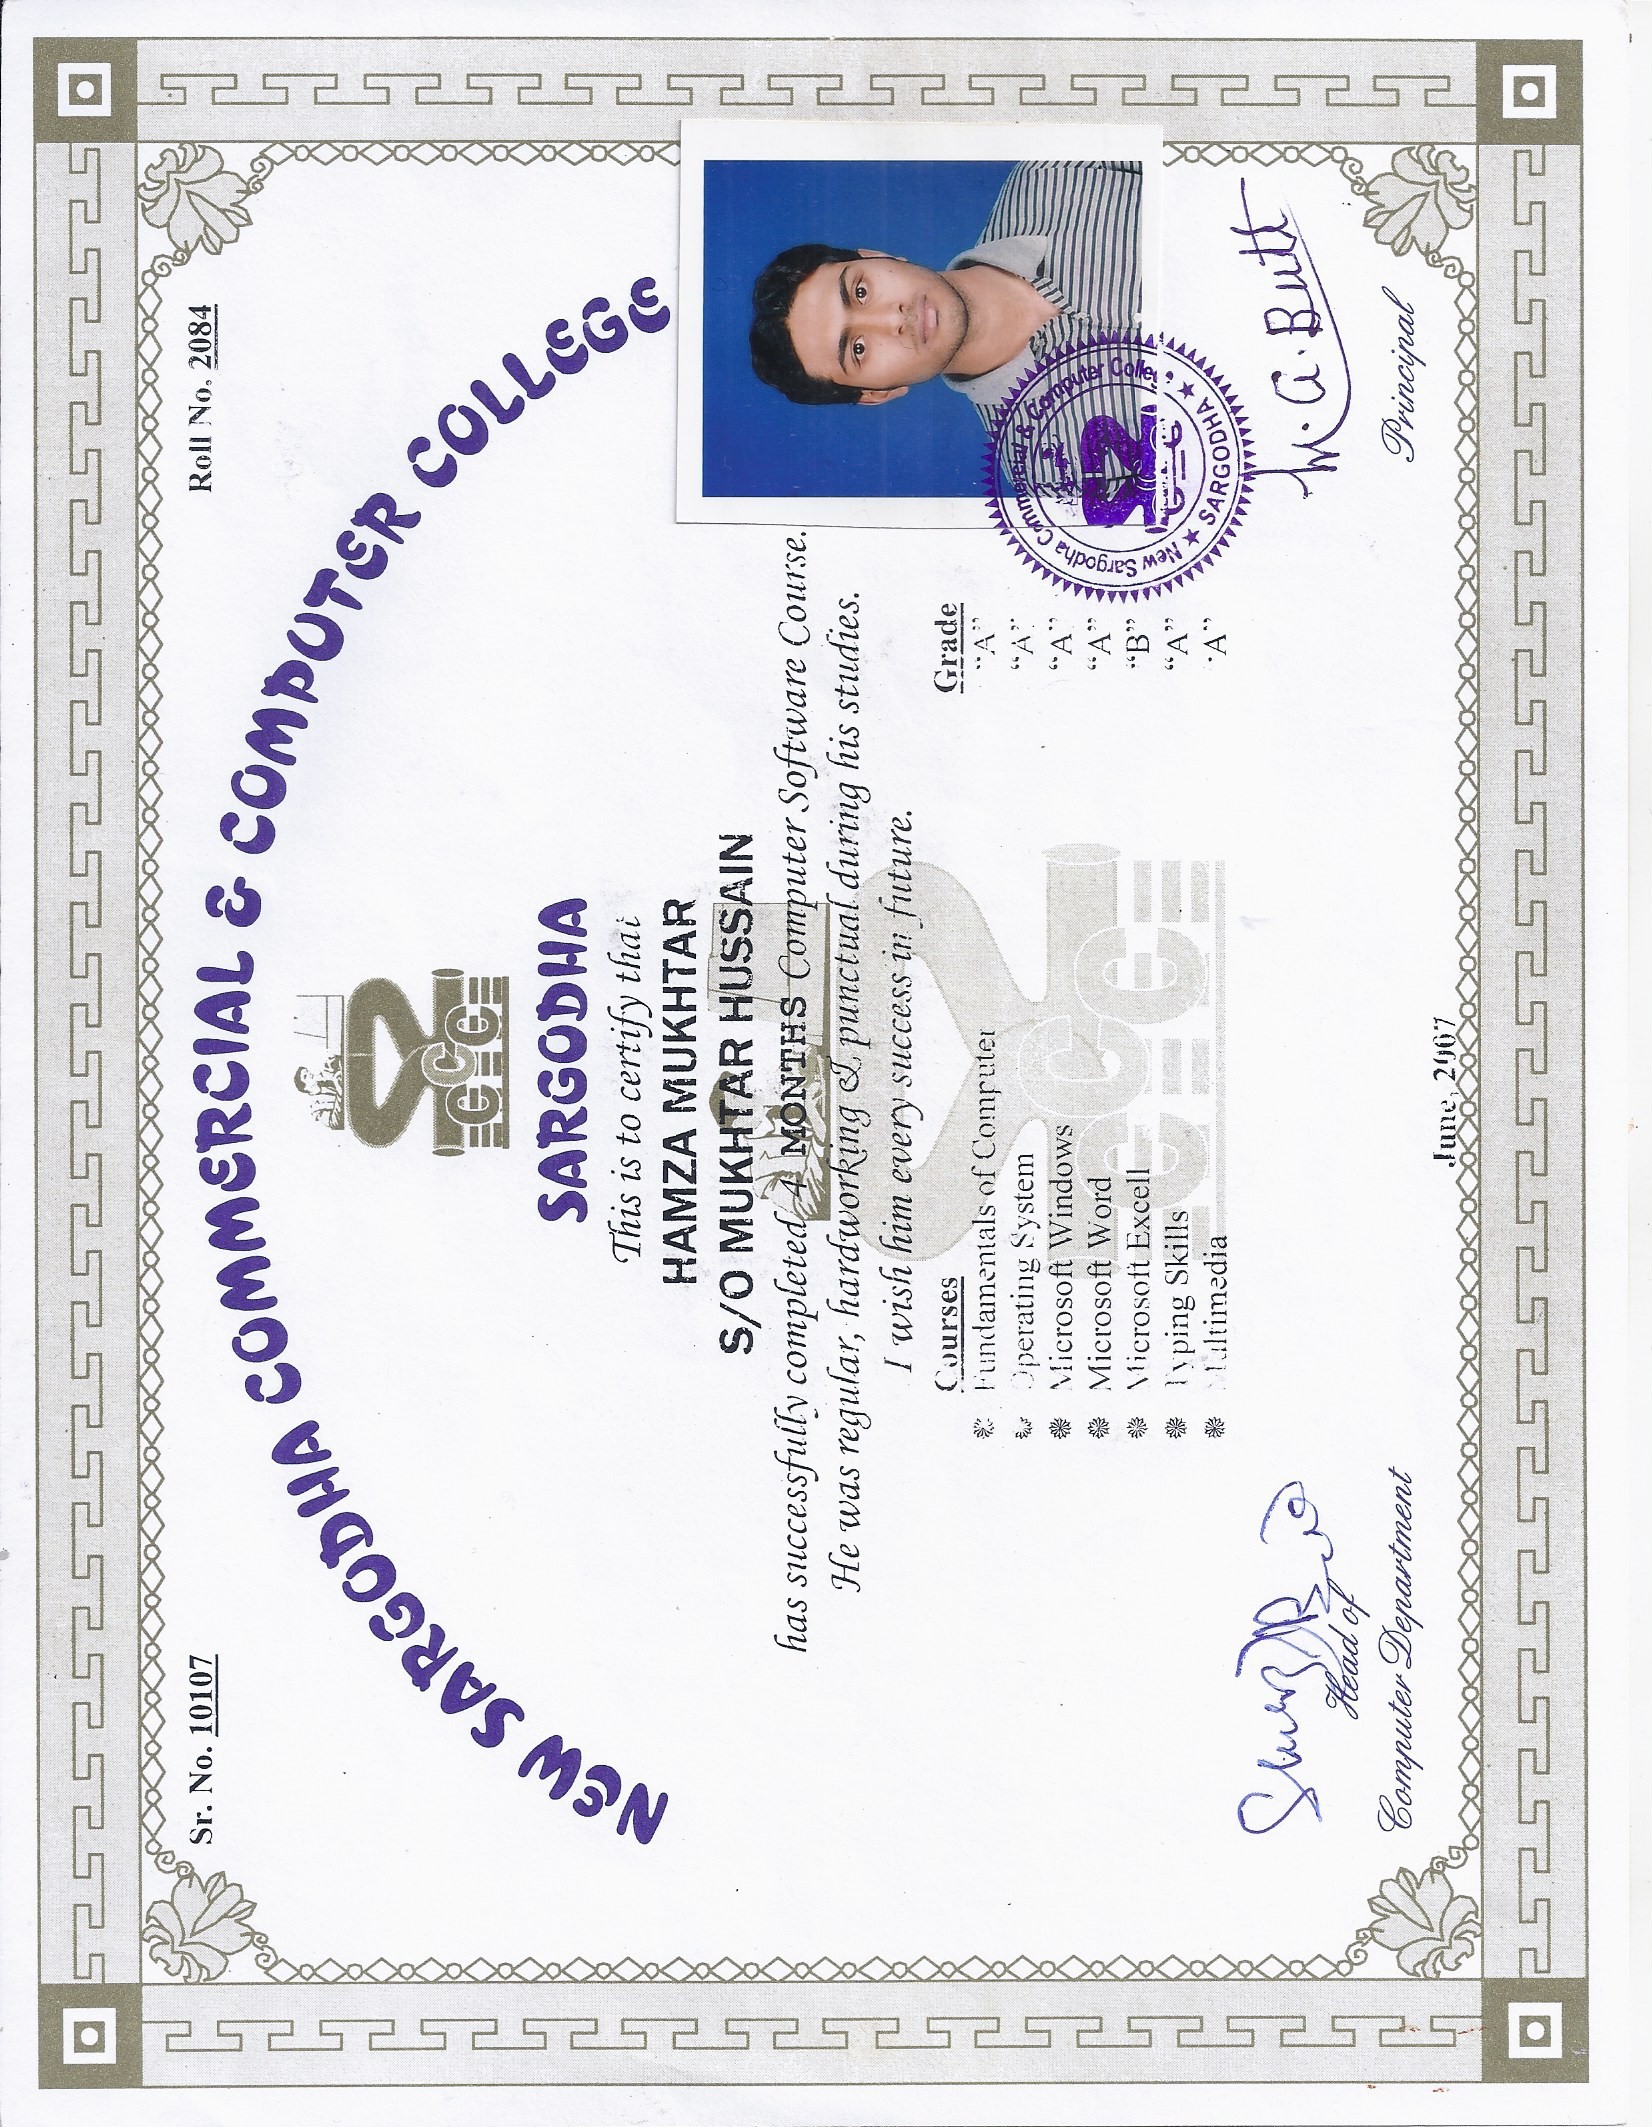 Sr. No. 10107
Roll No. 2084
NEW SARGODHA COMMERCIAL & COMPUTER COLLEGE
CCC
SARGODHA
This is to certify that
HAMZA MUKHTAR
S/O MUKHTAR HUSSAIN
has successfully completed 4 MONTHS Computer Software Course.
He was regular, hardworking & punctual during his studies.
I wish him every success in future.
Courses Grade
Fundamentals of Computer "A"
Operating System "A"
Microsoft Windows "A"
Microsoft Word "A"
Microsoft Excell "B"
Typing Skills "A"
Multimedia "A"
New Sargodha Commercial & Computer College
SARGODHA
M.A. Butt
Head of
Computer Department
June,
Principal